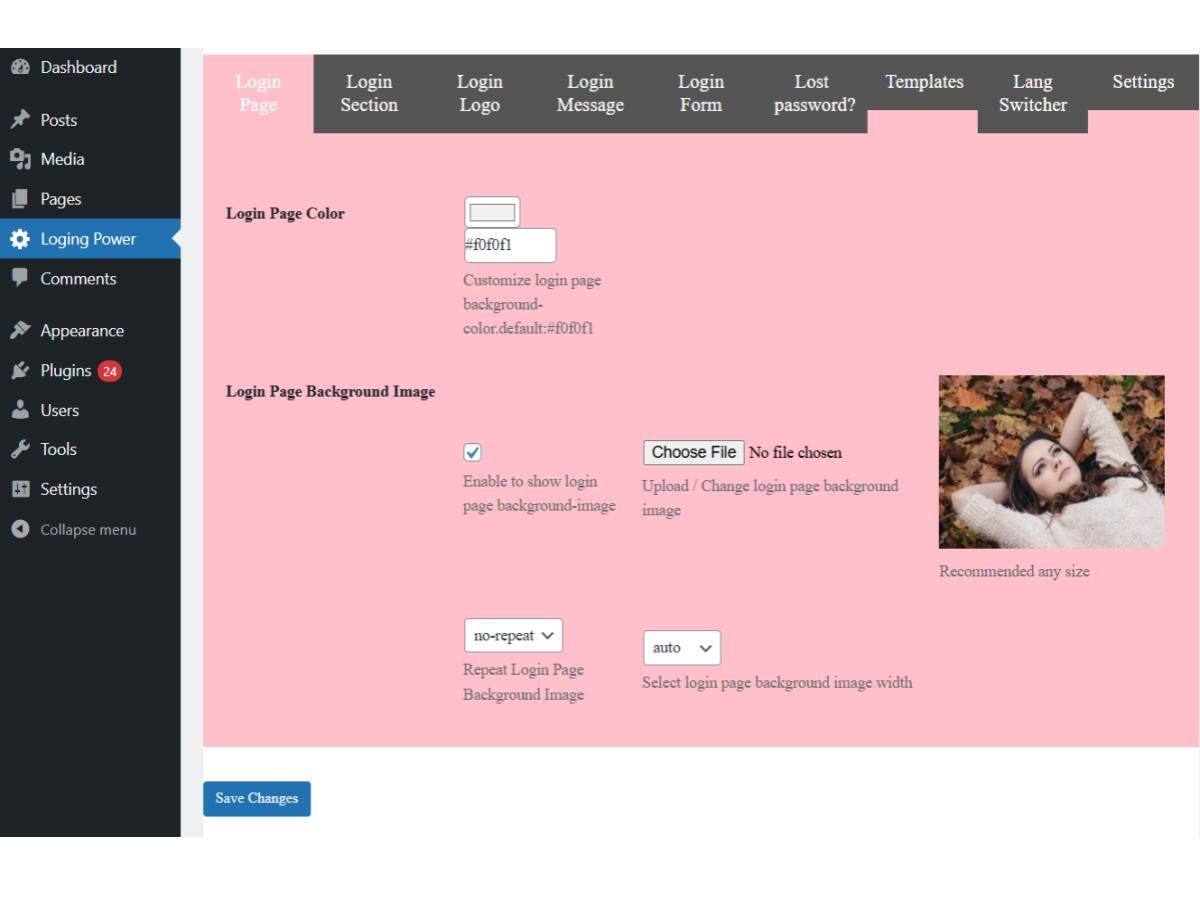 Dashboard
Posts
Media
Pages
Loging Power
Comments
Appearance
Plugins 24
Users
Tools
Settings
Collapse menu
Login
Page
Login
Section
Login
Logo
Login
Message
Login
Form
Lost
password?
Templates
Lang
Switcher
Settings
Login Page Color
#f0f0f1
Customize login page
background-
color.default:#f0f0f1
Login Page Background Image
Enable to show login
page background-image
Choose File No file chosen
Upload / Change login page background
image
Recommended any size
no-repeat
Repeat Login Page
Background Image
auto
Select login page background image width
Save Changes